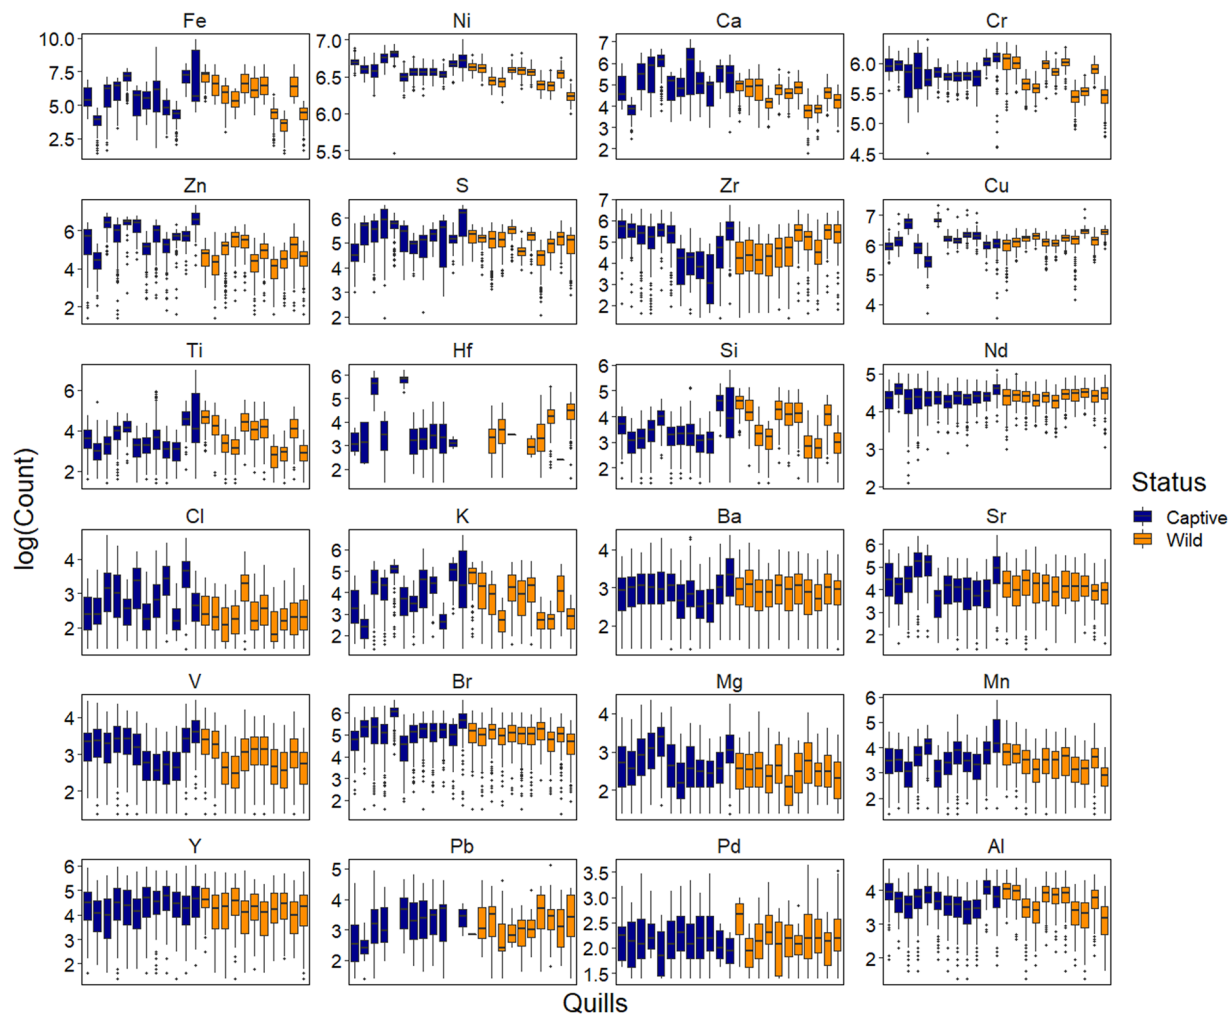 Fe Ni Ca Cr
10.0 7.5 5.0 2.5
7.0 6.5 6.0 5.5
7 6 5 4 3 2
6.0 5.5 5.0 4.5
Zn S Zr Cu
6 4 2
6 5 4 3 2
7 6 5 4 3 2
7 6 5 4
Ti Hf Si Nd
6 4 2
6 5 4 3 2
6 5 4 3 2
5 4 3 2
log(Count)
Status
Captive
Wild
Cl K Ba Sr
4 3 2
6 5 4 3 2
4 3 2
6 5 4 3 2
V Br Mg Mn
4 3 2
6 5 4 3 2
4 3 2
6 5 4 3 2
Y Pb Pd Al
6 5 4 3 2
5 4 3 2
3.5 3.0 2.5 2.0 1.5
4 3 2
Quills